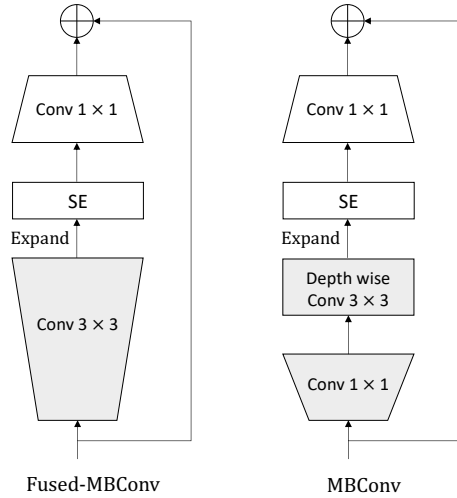 Conv 1 × 1
SE
Expand
Conv 3 × 3
Fused-MBConv
Conv 1 × 1
SE
Expand
Depth wise
Conv 3 × 3
Conv 1 × 1
MBConv